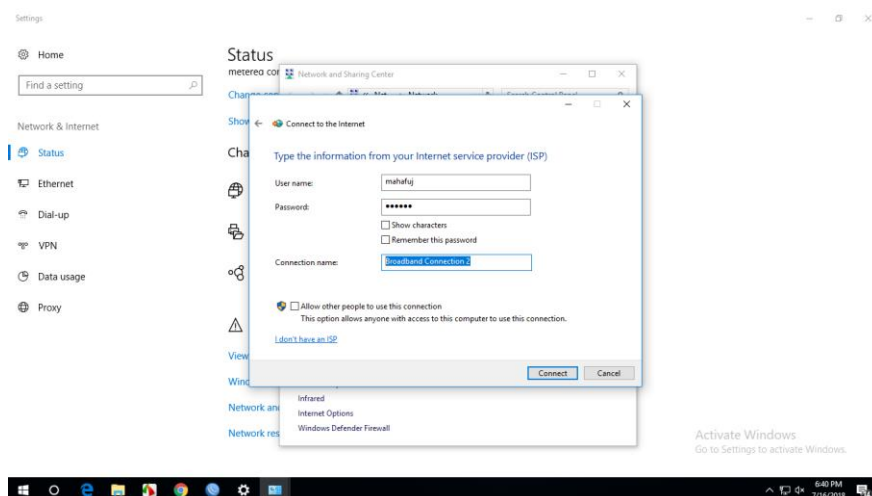 Settings
Home
Find a setting
Network & Internet
Status
Ethernet
Dial-up
VPN
Data usage
Proxy
Status
Network and Sharing Center
Show
Cha
View
Network and
Network res
Connect to the Internet
Type the information from your Internet service provider (ISP)
User name: mahafuj
Password: ••••••
Show characters
Remember this password
Connection name: Broadband Connection 2
Allow other people to use this connection
This option allows anyone with access to this computer to use this connection.
I don't have an ISP
Connect Cancel
Infrared
Internet Options
Windows Defender Firewall
Activate Windows
Go to Settings to activate Windows.
6:40 PM
7/16/2018